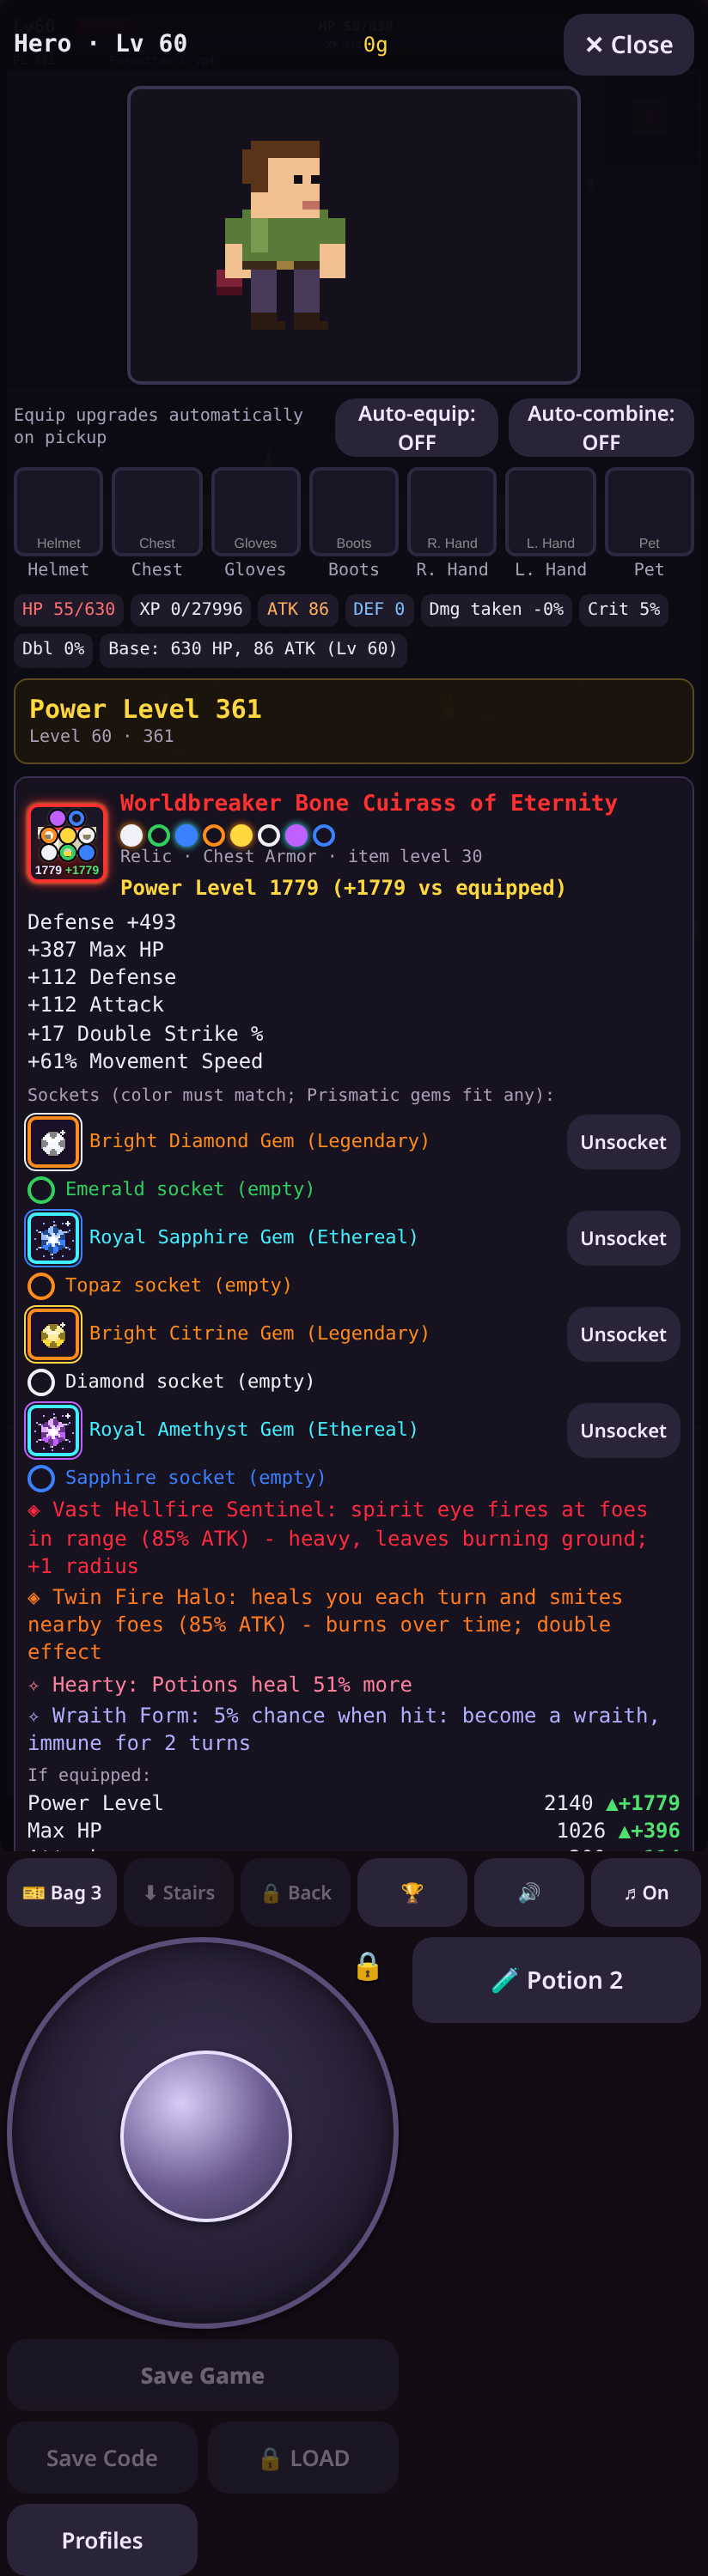 Hero · Lv 60
0g
✕ Close
Equip upgrades automatically
on pickup
Auto-equip:
OFF
Auto-combine:
OFF
Helmet
Chest
Gloves
Boots
R. Hand
L. Hand
Pet
Helmet
Chest
Gloves
Boots
R. Hand
L. Hand
Pet
HP 55/630
XP 0/27996
ATK 86
DEF 0
Dmg taken -0%
Crit 5%
Dbl 0%
Base: 630 HP, 86 ATK (Lv 60)
Power Level 361
Level 60 · 361
Worldbreaker Bone Cuirass of Eternity
1779 +1779
Relic · Chest Armor · item level 30
Power Level 1779 (+1779 vs equipped)
Defense +493
+387 Max HP
+112 Defense
+112 Attack
+17 Double Strike %
+61% Movement Speed
Sockets (color must match; Prismatic gems fit any):
Bright Diamond Gem (Legendary)
Unsocket
Emerald socket (empty)
Royal Sapphire Gem (Ethereal)
Unsocket
Topaz socket (empty)
Bright Citrine Gem (Legendary)
Unsocket
Diamond socket (empty)
Royal Amethyst Gem (Ethereal)
Unsocket
Sapphire socket (empty)
◈ Vast Hellfire Sentinel: spirit eye fires at foes
in range (85% ATK) - heavy, leaves burning ground;
+1 radius
◈ Twin Fire Halo: heals you each turn and smites
nearby foes (85% ATK) - burns over time; double
effect
✧ Hearty: Potions heal 51% more
✧ Wraith Form: 5% chance when hit: become a wraith,
immune for 2 turns
If equipped:
Power Level 2140 ▲+1779
Max HP 1026 ▲+396
Bag 3
⬇ Stairs
Back
♬ On
Potion 2
Save Game
Save Code
LOAD
Profiles